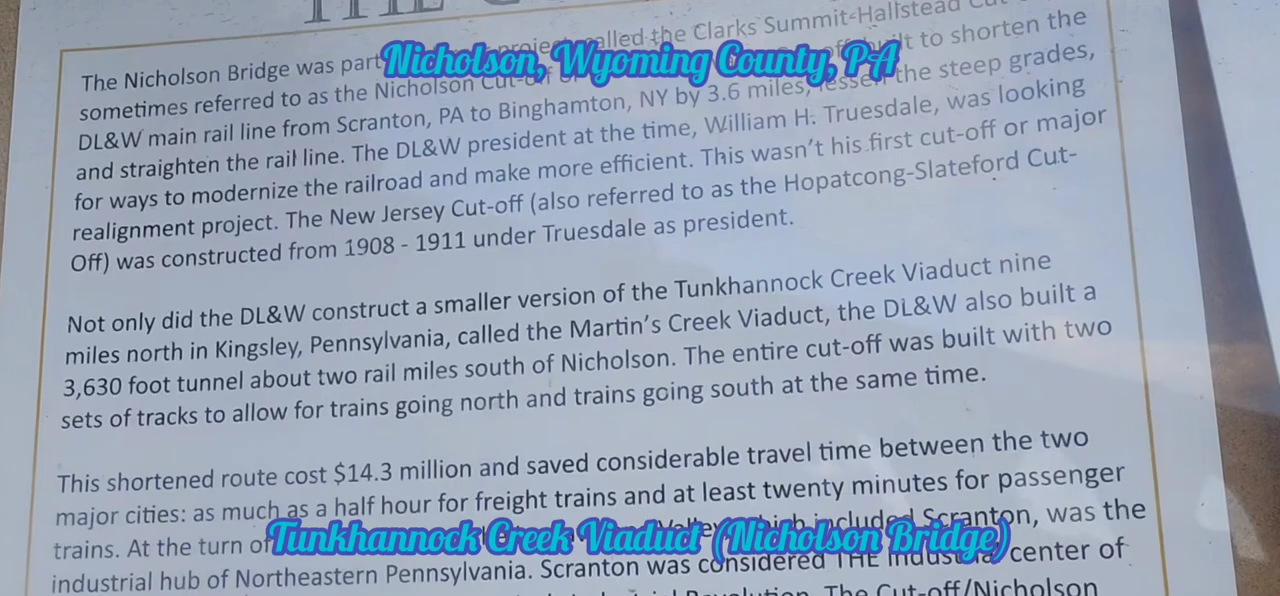 THE
The Nicholson Bridge was part project called the Clarks Summit-Hallstead Cut
Nicholson, Wyoming County, PA
sometimes referred to as the Nicholson Cut-off built to shorten the
DL&W main rail line from Scranton, PA to Binghamton, NY by 3.6 miles, lessen the steep grades,
and straighten the rail line. The DL&W president at the time, William H. Truesdale, was looking
for ways to modernize the railroad and make more efficient. This wasn't his first cut-off or major
realignment project. The New Jersey Cut-off (also referred to as the Hopatcong-Slateford Cut-
Off) was constructed from 1908 - 1911 under Truesdale as president.
Not only did the DL&W construct a smaller version of the Tunkhannock Creek Viaduct nine
miles north in Kingsley, Pennsylvania, called the Martin's Creek Viaduct, the DL&W also built a
3,630 foot tunnel about two rail miles south of Nicholson. The entire cut-off was built with two
sets of tracks to allow for trains going north and trains going south at the same time.
This shortened route cost $14.3 million and saved considerable travel time between the two
major cities: as much as a half hour for freight trains and at least twenty minutes for passenger
trains. At the turn of Valley, which included Scranton, was the
Tunkhannock Creek Viaduct (Nicholson Bridge)
industrial hub of Northeastern Pennsylvania. Scranton was considered THE industrial center of
Revolution. The Cut-off/Nicholson